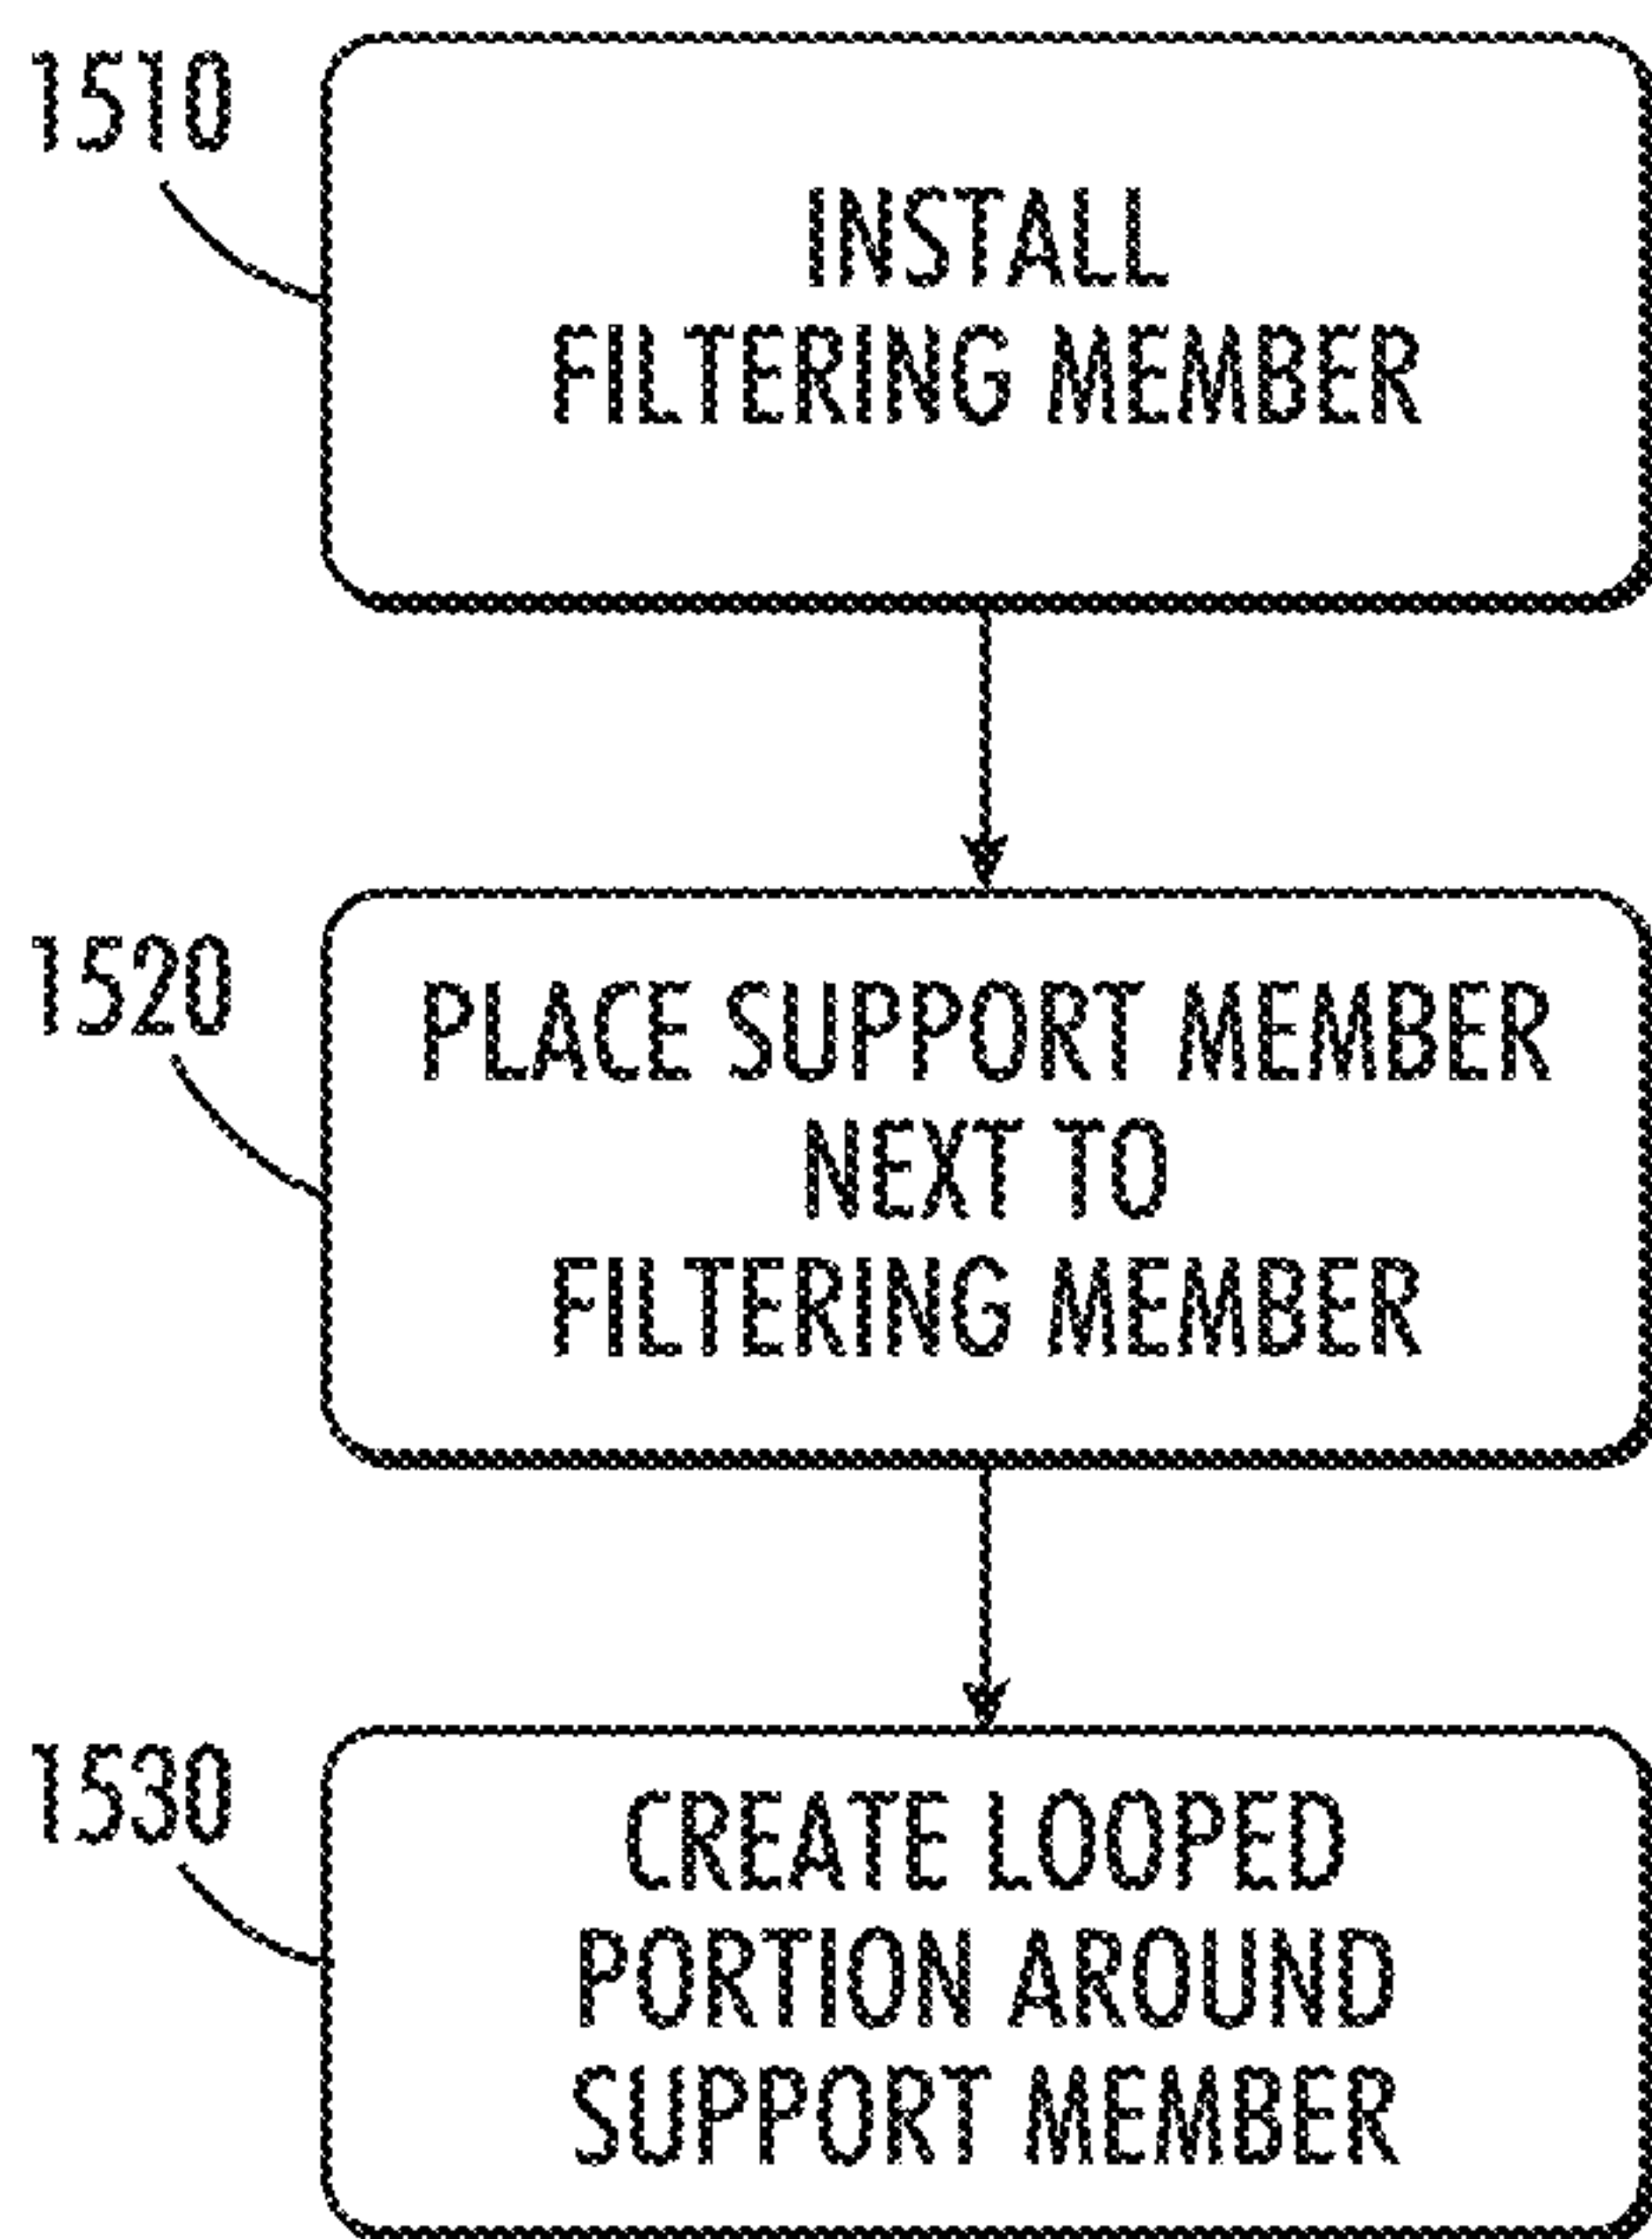 1510
INSTALL
FILTERING MEMBER
1520
PLACE SUPPORT MEMBER
NEXT TO
FILTERING MEMBER
1530
CREATE LOOPED
PORTION AROUND
SUPPORT MEMBER